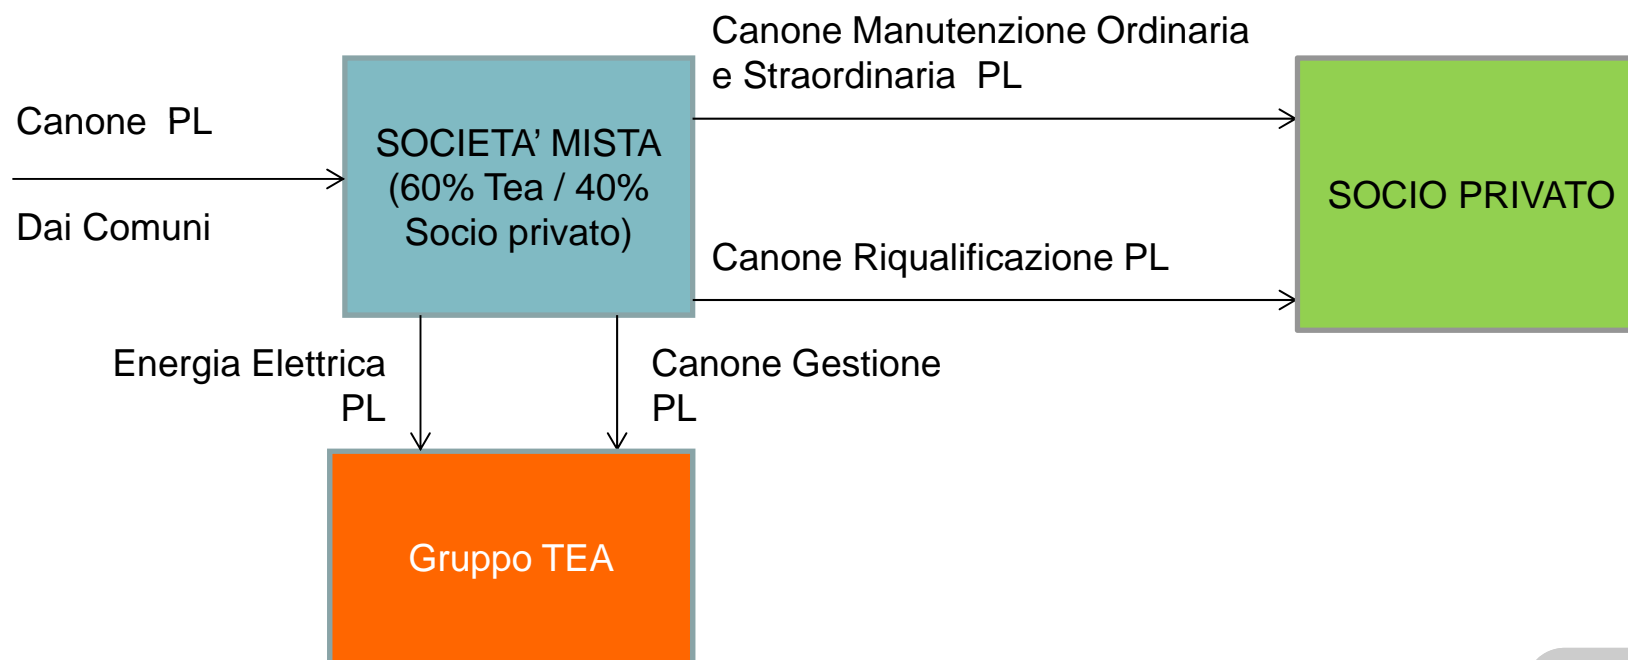 Canone Manutenzione Ordinaria
e Straordinaria  PL
Canone  PL
Dai Comuni
SOCIETA' MISTA
(60% Tea / 40%
Socio privato)
SOCIO PRIVATO
Canone Riqualificazione PL
Energia Elettrica
PL
Canone Gestione
PL
Gruppo TEA